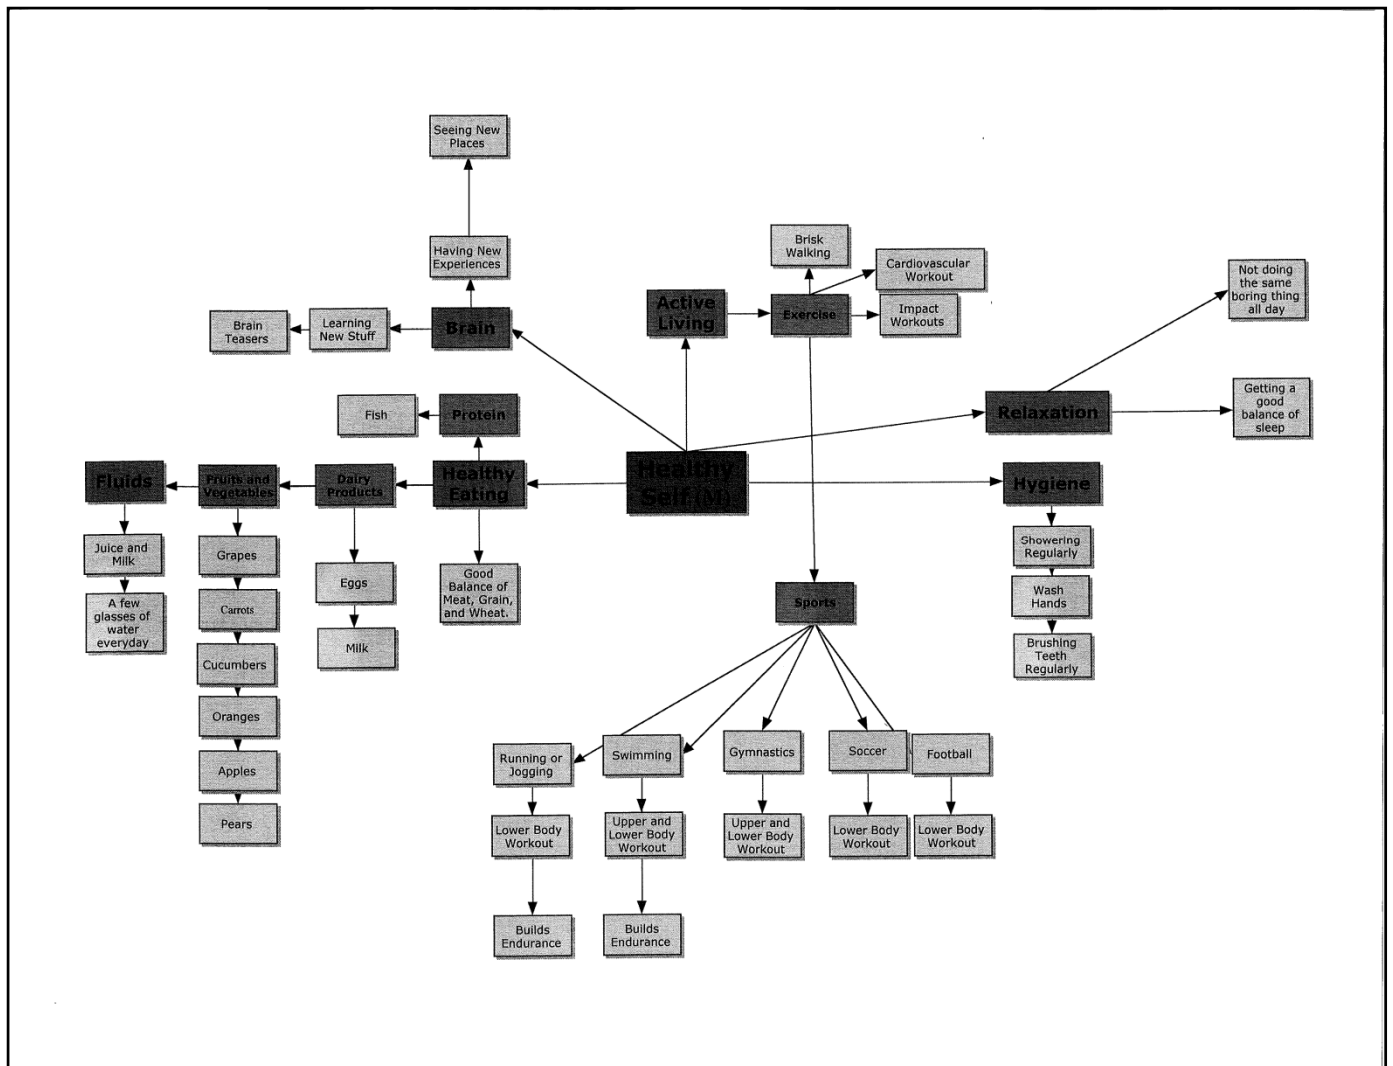 Seeing New
Places
Having New
Experiences
Brain
Learning
New Stuff
Brain
Teasers
Brisk
Walking
Cardiovascular
Workout
Active
Living
Exercise
Impact
Workouts
Not doing
the same
boring thing
all day
Relaxation
Getting a
good
balance of
sleep
Protein
Fish
Healthy
Self (M)
Healthy
Eating
Dairy
Products
Fruits and
Vegetables
Fluids
Hygiene
Juice and
Milk
A few
glasses of
water
everyday
Grapes
Carrots
Cucumbers
Oranges
Apples
Pears
Eggs
Milk
Good
Balance of
Meat, Grain,
and Wheat.
Showering
Regularly
Wash
Hands
Brushing
Teeth
Regularly
Sports
Running or
Jogging
Swimming
Gymnastics
Soccer
Football
Lower Body
Workout
Upper and
Lower Body
Workout
Upper and
Lower Body
Workout
Lower Body
Workout
Lower Body
Workout
Builds
Endurance
Builds
Endurance